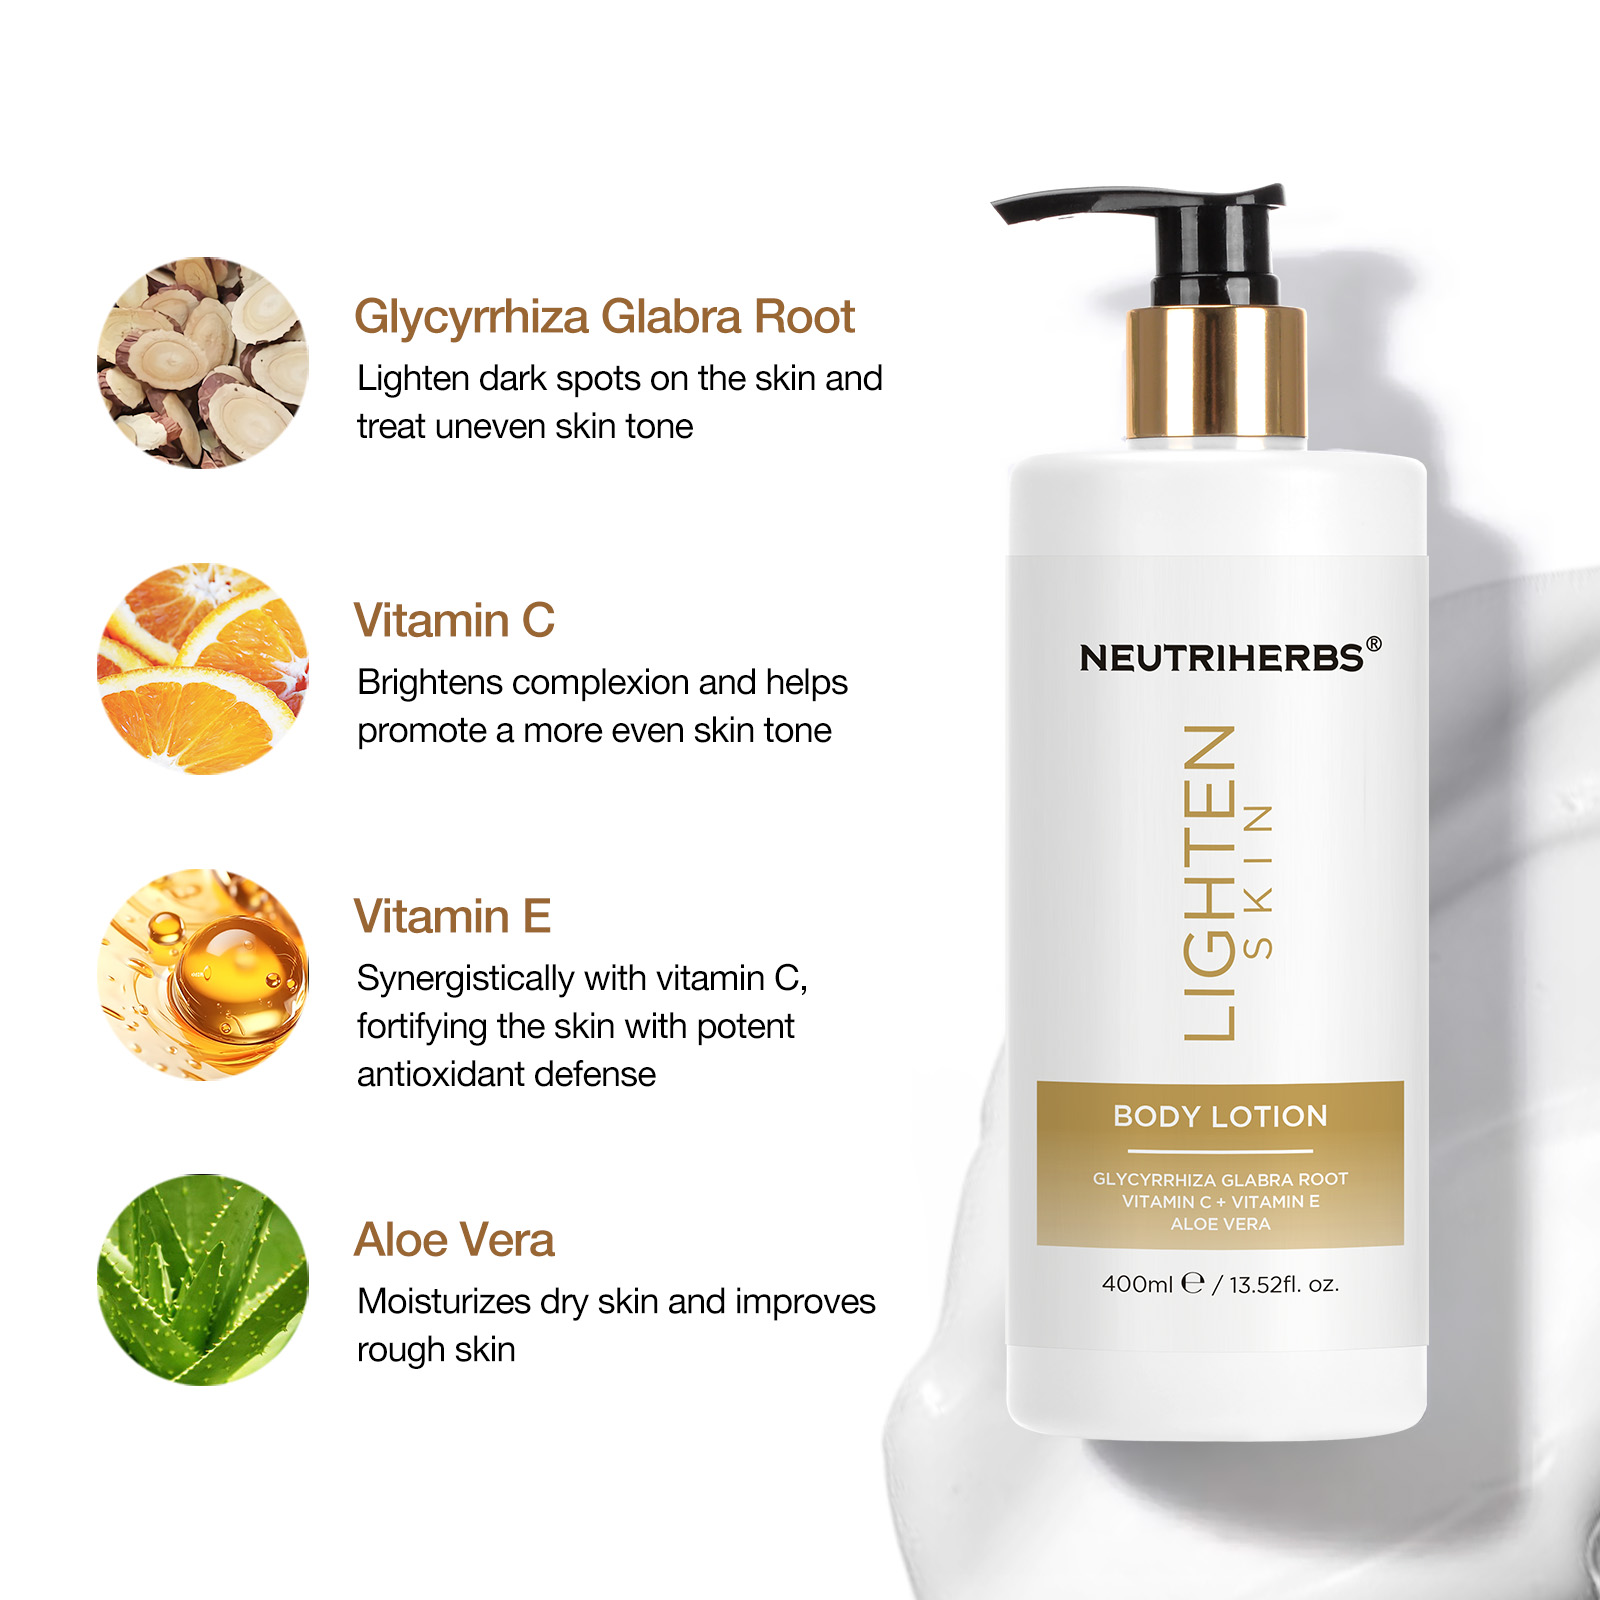 Glycyrrhiza Glabra Root
Lighten dark spots on the skin and
treat uneven skin tone
Vitamin C
Brightens complexion and helps
promote a more even skin tone
Vitamin E
Synergistically with vitamin C,
fortifying the skin with potent
antioxidant defense
Aloe Vera
Moisturizes dry skin and improves
rough skin
NEUTRIHERBS®
LIGHTEN
SKIN
BODY LOTION
GLYCYRRHIZA GLABRA ROOT
VITAMIN C + VITAMIN E
ALOE VERA
400ml ℮ / 13.52fl. oz.